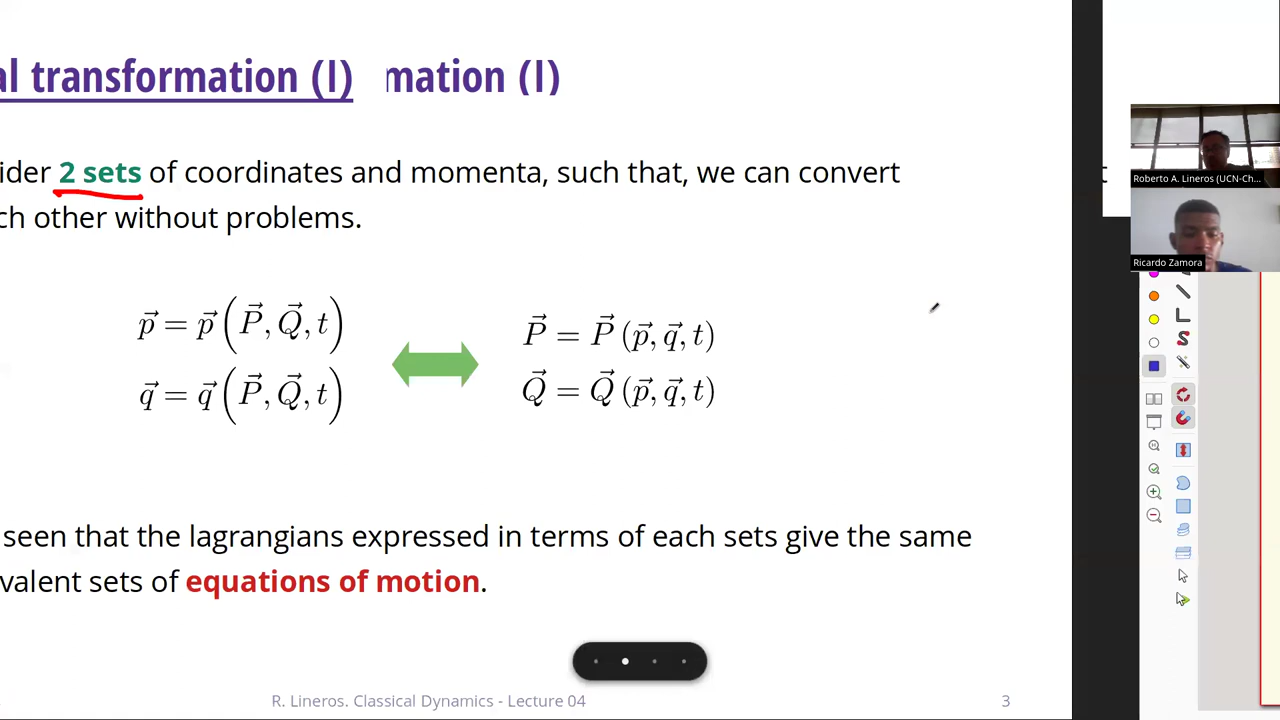 al transformation (I) mation (I)
ider 2 sets of coordinates and momenta, such that, we can convert
ch other without problems.
p⃗ = p⃗ (P⃗, Q⃗, t)
q⃗ = q⃗ (P⃗, Q⃗, t)
P⃗ = P⃗ (p⃗, q⃗, t)
Q⃗ = Q⃗ (p⃗, q⃗, t)
seen that the lagrangians expressed in terms of each sets give the same
valent sets of equations of motion.
R. Lineros. Classical Dynamics - Lecture 04
3
t
Roberto A. Lineros (UCN-Ch...
Ricardo Zamora